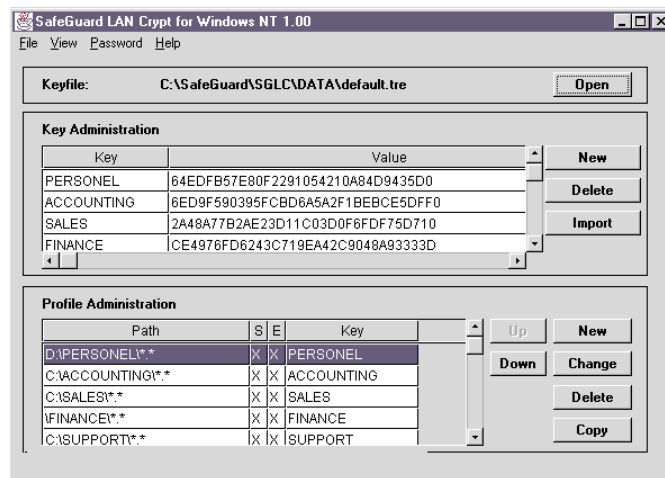 SafeGuard LAN Crypt for Windows NT 1.00
File View Password Help
Keyfile: C:\SafeGuard\SGLC\DATA\default.tre Open
Key Administration
Key Value
PERSONEL 64EDFB57E80F2291054210A84D9435D0
ACCOUNTING 6ED9F590395FCBD6A5A2F1BEBCE5DFF0
SALES 2A48A77B2AE23D11C03D0F6FDF75D710
FINANCE CE4976FD6243C719EA42C9048A93333D
New
Delete
Import
Profile Administration
Path S E Key
D:\PERSONEL\*.* X X PERSONEL
C:\ACCOUNTING\*.* X X ACCOUNTING
C:\SALES\*.* X X SALES
\FINANCE\*.* X X FINANCE
C:\SUPPORT\*.* X X SUPPORT
Up New
Down Change
Delete
Copy